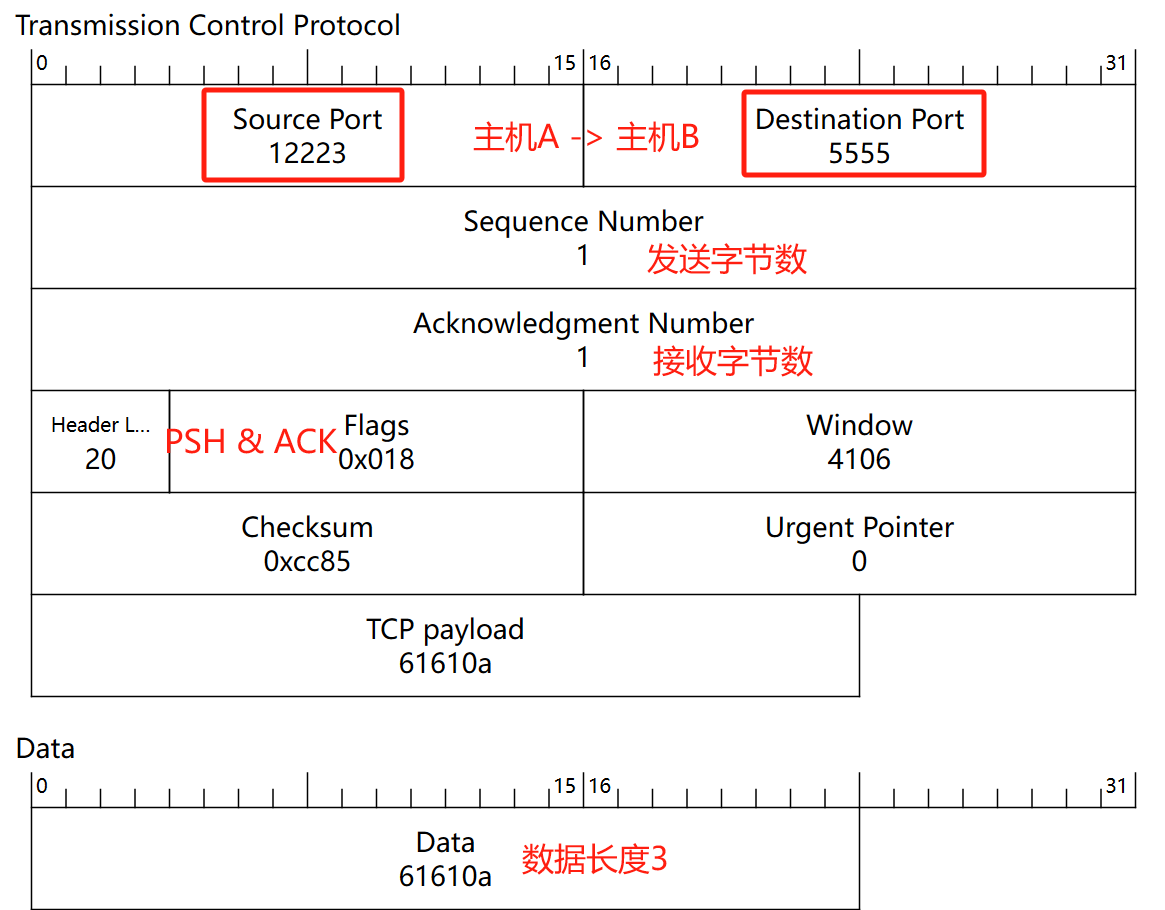 Transmission Control Protocol
0 15 16 31
Source Port 主机A -> 主机B Destination Port
12223 5555
Sequence Number
1 发送字节数
Acknowledgment Number
1 接收字节数
Header L... PSH & ACK Flags Window
20 0x018 4106
Checksum Urgent Pointer
0xcc85 0
TCP payload
61610a
Data
0 15 16 31
Data
61610a 数据长度3